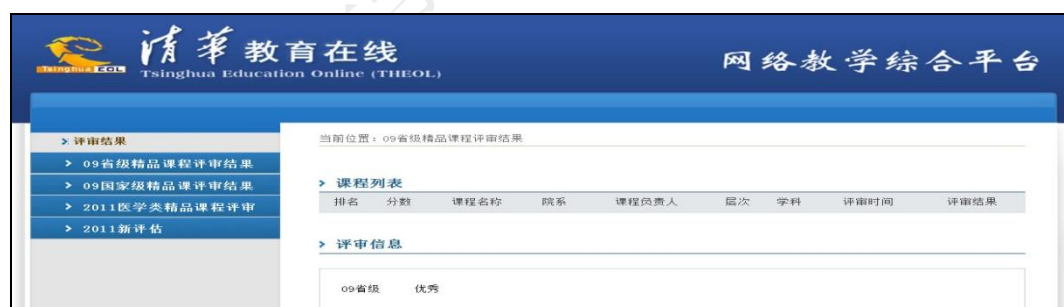 清华教育在线
Tsinghua Education Online (THEOL)
Tsinghua EOL
网络教学综合平台
评审结果
09省级精品课程评审结果
09国家级精品课评审结果
2011医学类精品课程评审
2011新评估
当前位置：09省级精品课程评审结果
课程列表
排名 分数 课程名称 院系 课程负责人 层次 学科 评审时间 评审结果
评审信息
09省级 优秀